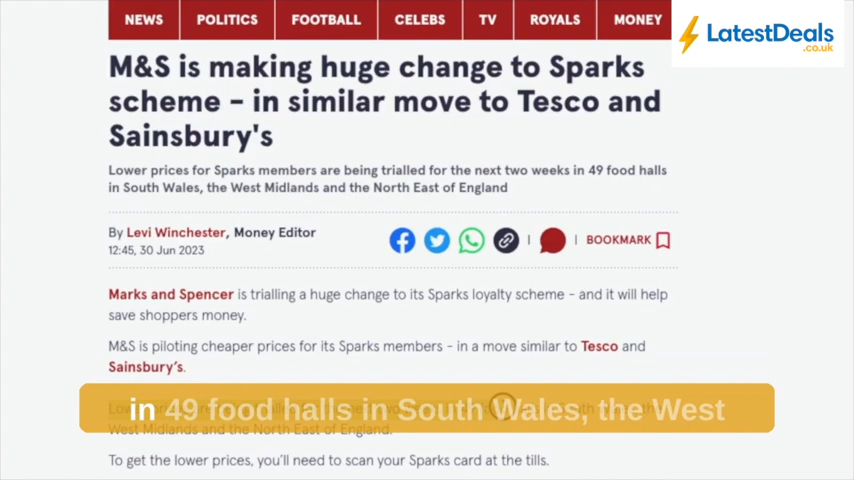 NEWS POLITICS FOOTBALL CELEBS TV ROYALS MONEY
LatestDeals
.co.uk
M&S is making huge change to Sparks
scheme – in similar move to Tesco and
Sainsbury's
Lower prices for Sparks members are being trialled for the next two weeks in 49 food halls
in South Wales, the West Midlands and the North East of England
By Levi Winchester, Money Editor
12:45, 30 Jun 2023
BOOKMARK
Marks and Spencer is trialling a huge change to its Sparks loyalty scheme – and it will help
save shoppers money.
M&S is piloting cheaper prices for its Sparks members – in a move similar to Tesco and
Sainsbury's.
in 49 food halls in South Wales, the West
West Midlands and the North East of England.
To get the lower prices, you'll need to scan your Sparks card at the tills.